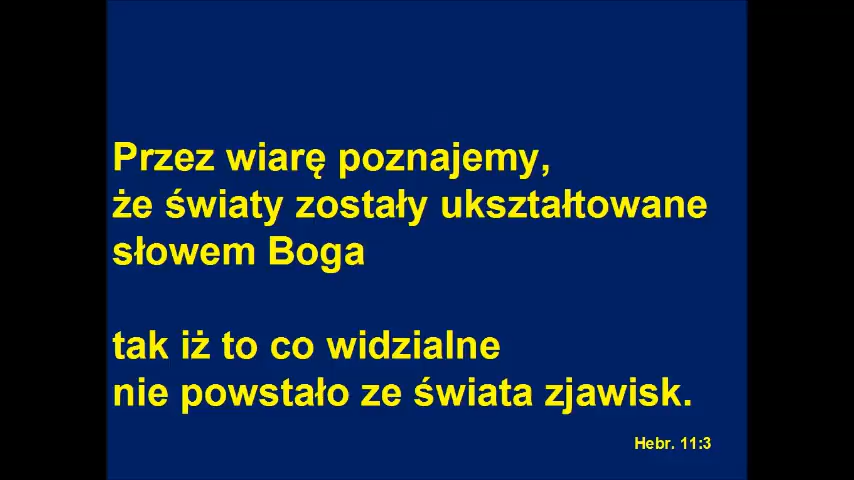 Przez wiarę poznajemy,
że światy zostały ukształtowane
słowem Boga
tak iż to co widzialne
nie powstało ze świata zjawisk.
Hebr. 11:3